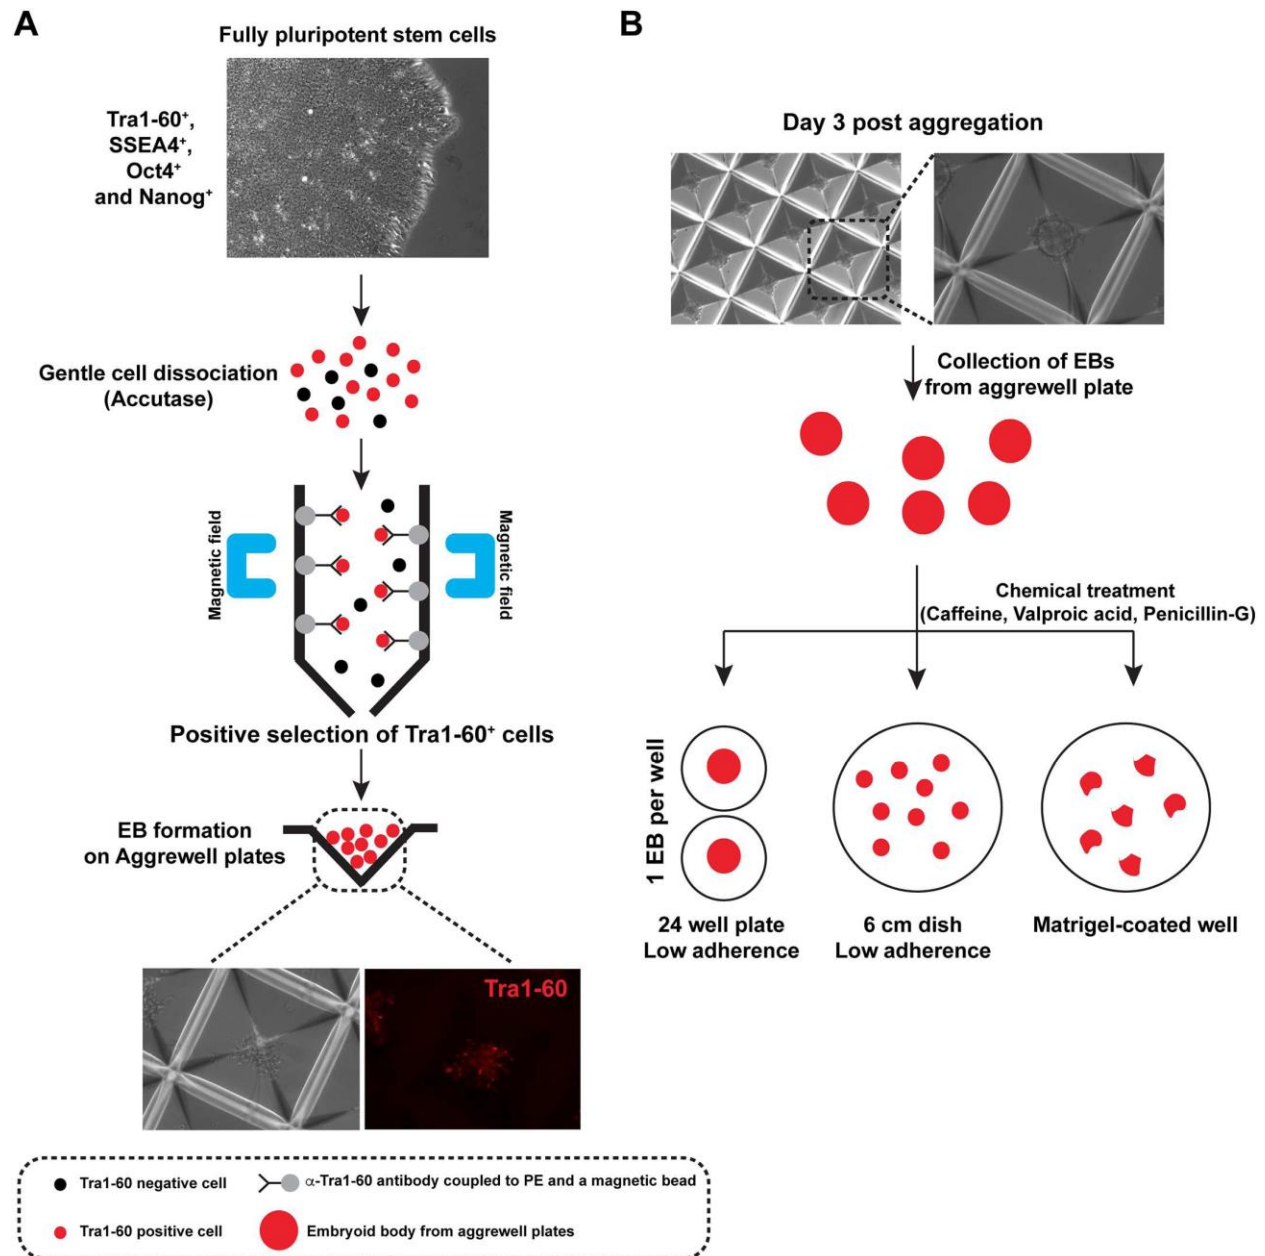 A
Fully pluripotent stem cells
Tra1-60⁺,
SSEA4⁺,
Oct4⁺
and Nanog⁺
Gentle cell dissociation
(Accutase)
Magnetic field
Magnetic field
Positive selection of Tra1-60⁺ cells
EB formation
on Aggrewell plates
Tra1-60
B
Day 3 post aggregation
Collection of EBs
from aggrewell plate
Chemical treatment
(Caffeine, Valproic acid, Penicillin-G)
1 EB per well
24 well plate
Low adherence
6 cm dish
Low adherence
Matrigel-coated well
Tra1-60 negative cell
α-Tra1-60 antibody coupled to PE and a magnetic bead
Tra1-60 positive cell
Embryoid body from aggrewell plates